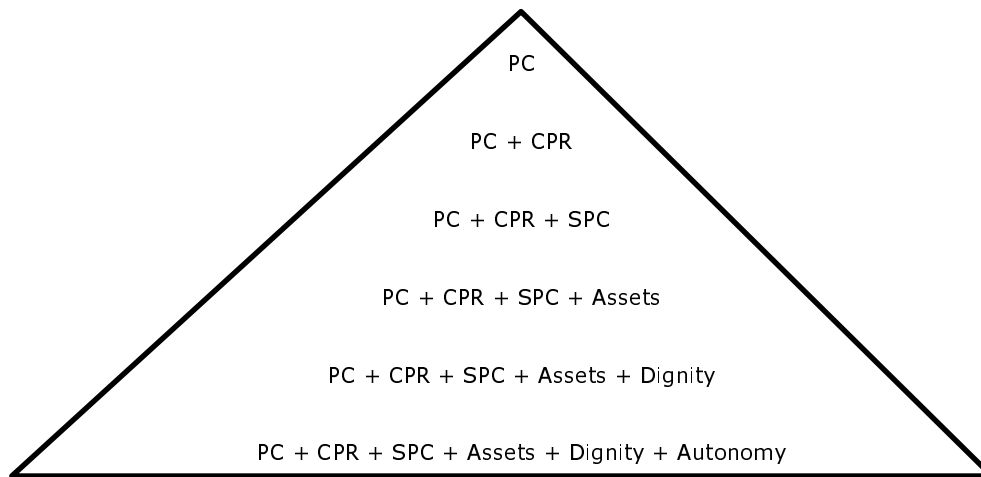 PC
PC + CPR
PC + CPR + SPC
PC + CPR + SPC + Assets
PC + CPR + SPC + Assets + Dignity
PC + CPR + SPC + Assets + Dignity + Autonomy